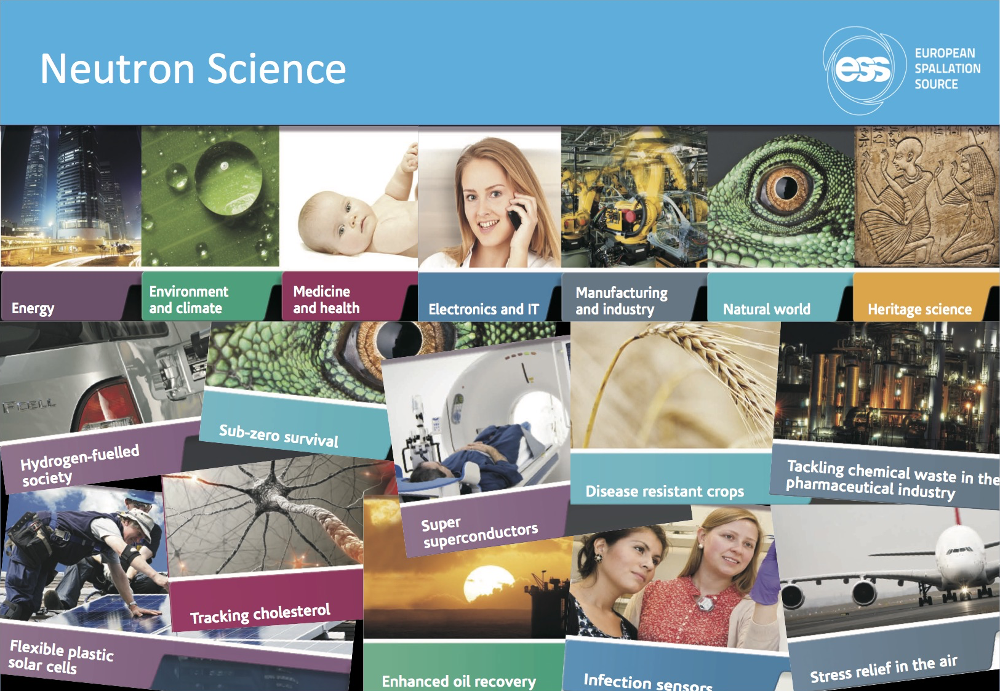 Neutron Science
ess
EUROPEAN
SPALLATION
SOURCE
Energy
Environment
and climate
Medicine
and health
Electronics and IT
Manufacturing
and industry
Natural world
Heritage science
F-CELL
Hydrogen-fuelled
society
Sub-zero survival
Super
superconductors
Disease resistant crops
Tackling chemical waste in the
pharmaceutical industry
Flexible plastic
solar cells
Tracking cholesterol
Enhanced oil recovery
Infection sensors
Stress relief in the air